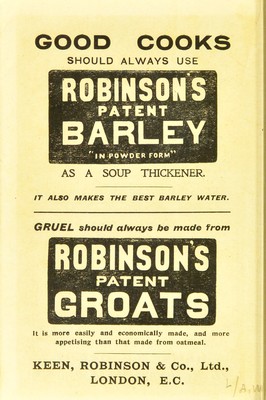 GOOD COOKS
SHOULD ALWAYS USE
ROBINSON'S
PATENT
BARLEY
"IN POWDER FORM"
AS A SOUP THICKENER.
IT ALSO MAKES THE BEST BARLEY WATER.
GRUEL should always be made from
ROBINSON'S
PATENT
GROATS
It is more easily and economically made, and more
appetising than that made from oatmeal.
KEEN, ROBINSON & Co., Ltd.,
LONDON, E.C.